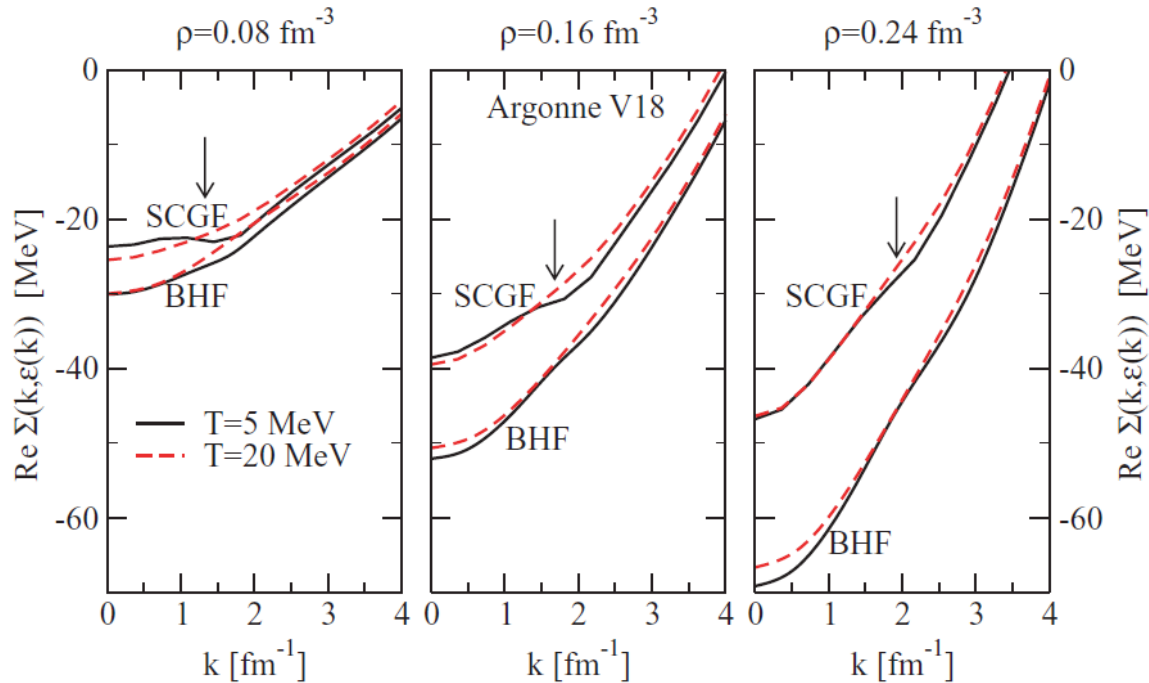 ρ=0.08 fm⁻³
ρ=0.16 fm⁻³
ρ=0.24 fm⁻³
Re Σ(k,ε(k)) [MeV]
0
-20
-40
-60
SCGF
BHF
T=5 MeV
T=20 MeV
0 1 2 3 4
k [fm⁻¹]
Argonne V18
SCGF
BHF
0 1 2 3 4
k [fm⁻¹]
SCGF
BHF
0 1 2 3 4
k [fm⁻¹]
0
-20
-40
-60
Re Σ(k,ε(k)) [MeV]